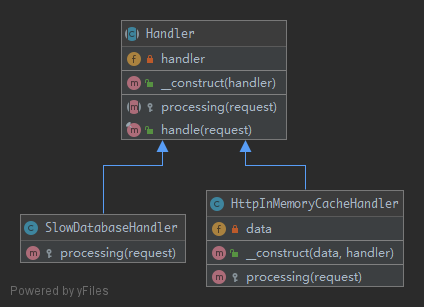 Handler
handler
__construct(handler)
processing(request)
handle(request)
SlowDatabaseHandler
processing(request)
HttpInMemoryCacheHandler
data
__construct(data, handler)
processing(request)
Powered by yFiles